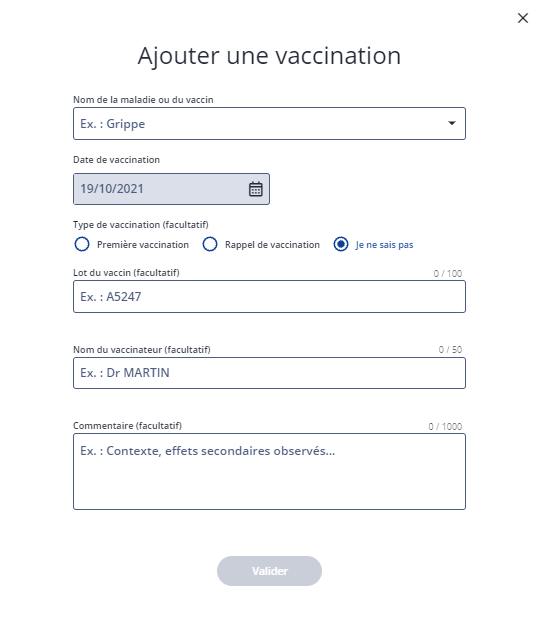 Ajouter une vaccination
Nom de la maladie ou du vaccin
Ex. : Grippe
Date de vaccination
19/10/2021
Type de vaccination (facultatif)
Première vaccination Rappel de vaccination Je ne sais pas
Lot du vaccin (facultatif) 0 / 100
Ex. : A5247
Nom du vaccinateur (facultatif) 0 / 50
Ex. : Dr MARTIN
Commentaire (facultatif) 0 / 1000
Ex. : Contexte, effets secondaires observés...
Valider